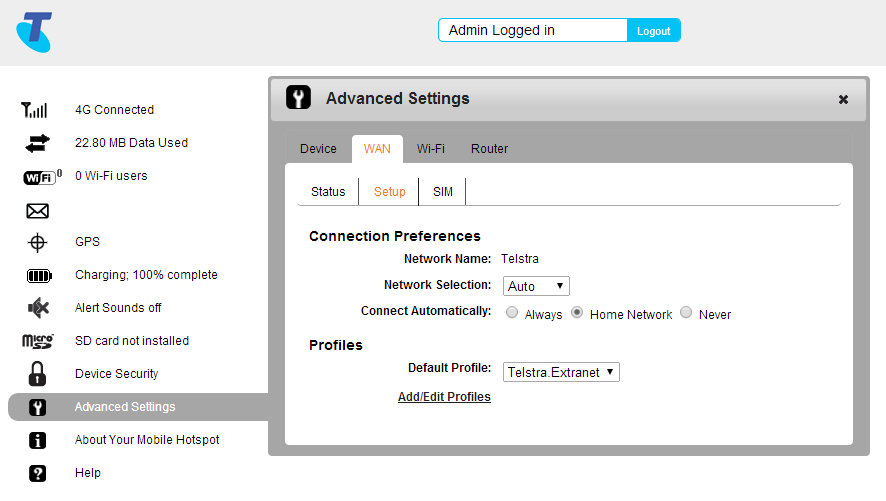 T
Admin Logged in Logout
4G Connected
22.80 MB Data Used
WiFi 0 0 Wi-Fi users
GPS
Charging; 100% complete
Alert Sounds off
micro SD SD card not installed
Device Security
Advanced Settings
i About Your Mobile Hotspot
? Help
Advanced Settings
Device WAN Wi-Fi Router
Status Setup SIM
Connection Preferences
Network Name: Telstra
Network Selection: Auto
Connect Automatically: Always Home Network Never
Profiles
Default Profile: Telstra.Extranet
Add/Edit Profiles